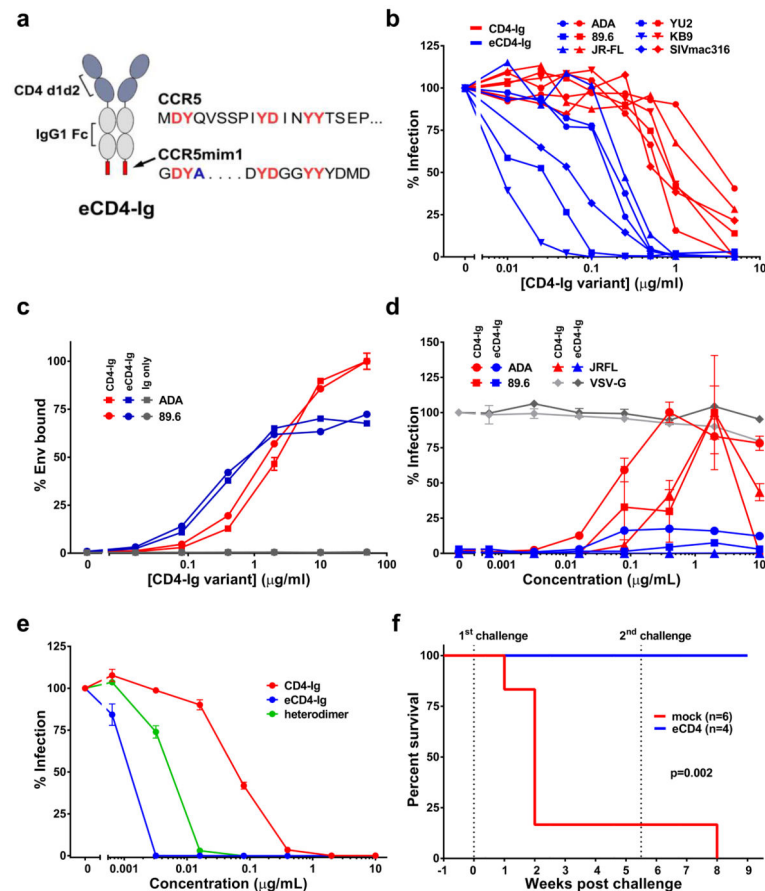 a
CD4 d1d2
IgG1 Fc
CCR5
MDYQVSSPIYDINYYTSEP...
CCR5mim1
GDYA....DYDGGYYDMD
eCD4-Ig
b
CD4-Ig
eCD4-Ig
ADA
89.6
JR-FL
YU2
KB9
SIVmac316
% Infection
125
100
75
50
25
0
0 0.01 0.1 1 10
[CD4-Ig variant] (μg/ml)
c
CD4-Ig
eCD4-Ig
Ig only
ADA
89.6
% Env bound
100
75
50
25
0
0 0.1 1 10 100
[CD4-Ig variant] (μg/ml)
d
CD4-Ig
eCD4-Ig
CD4-Ig
eCD4-Ig
ADA
89.6
JRFL
VSV-G
% Infection
150
125
100
75
50
25
0
0 0.001 0.01 0.1 1 10
Concentration (μg/mL)
e
CD4-Ig
eCD4-Ig
heterodimer
% Infection
125
100
75
50
25
0
0 0.001 0.01 0.1 1 10
Concentration (μg/mL)
f
1st challenge
2nd challenge
mock (n=6)
eCD4 (n=4)
p=0.002
Percent survival
100
75
50
25
0
-1 0 1 2 3 4 5 6 7 8 9
Weeks post challenge